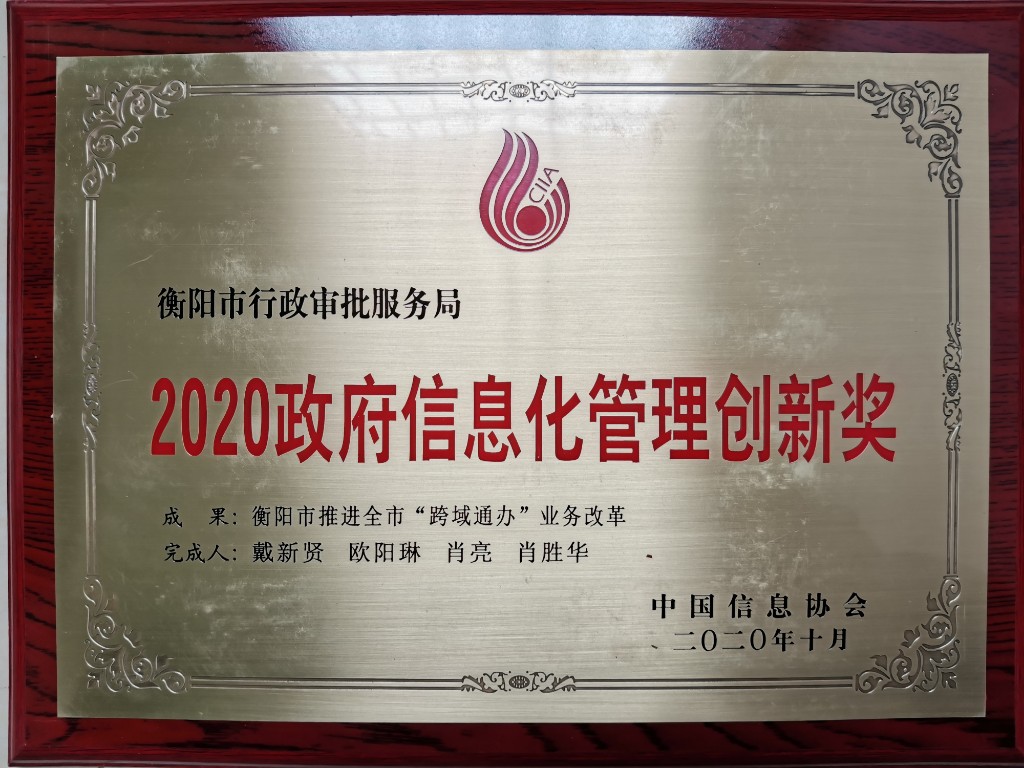 CIIA
衡阳市行政审批服务局
2020政府信息化管理创新奖
成 果：衡阳市推进全市“跨域通办”业务改革
完成人：戴新贤 欧阳琳 肖亮 肖胜华
中国信息协会
二〇二〇年十月